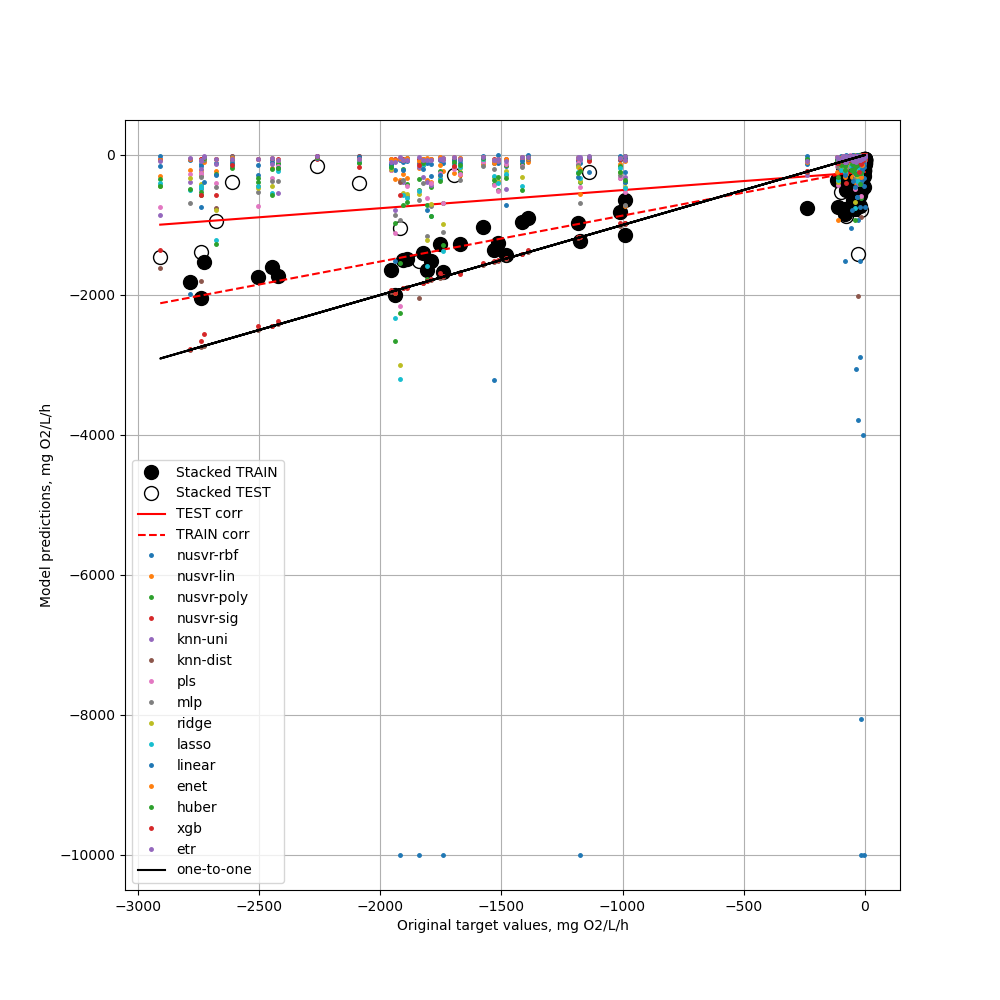 0
−2000
−4000
−6000
−8000
−10000
Model predictions, mg O2/L/h
Stacked TRAIN
Stacked TEST
TEST corr
TRAIN corr
nusvr-rbf
nusvr-lin
nusvr-poly
nusvr-sig
knn-uni
knn-dist
pls
mlp
ridge
lasso
linear
enet
huber
xgb
etr
one-to-one
−3000 −2500 −2000 −1500 −1000 −500 0
Original target values, mg O2/L/h